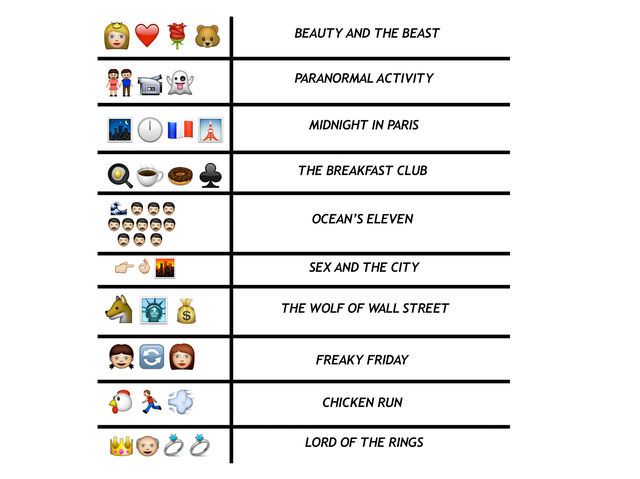 BEAUTY AND THE BEAST
PARANORMAL ACTIVITY
MIDNIGHT IN PARIS
THE BREAKFAST CLUB
OCEAN'S ELEVEN
SEX AND THE CITY
THE WOLF OF WALL STREET
FREAKY FRIDAY
CHICKEN RUN
LORD OF THE RINGS